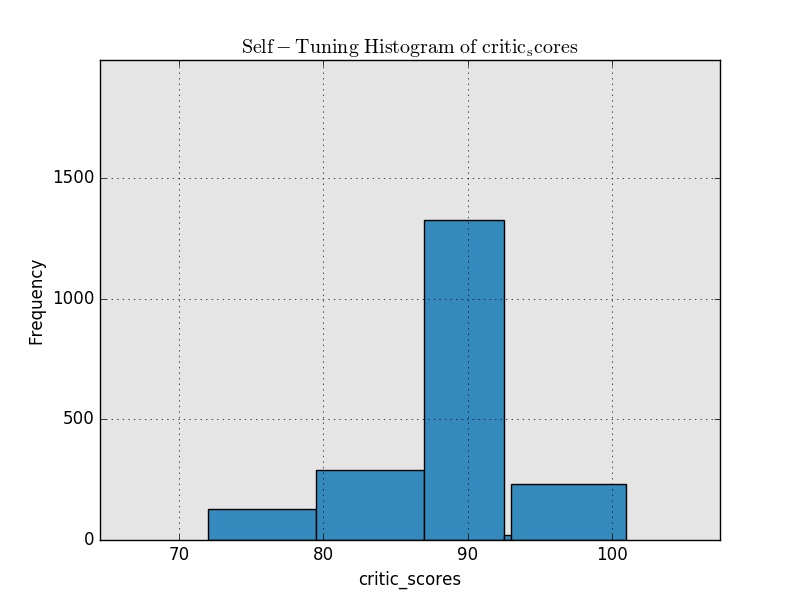 Self − Tuning Histogram of critic_scores
1500
1000
500
0
Frequency
70 80 90 100
critic_scores